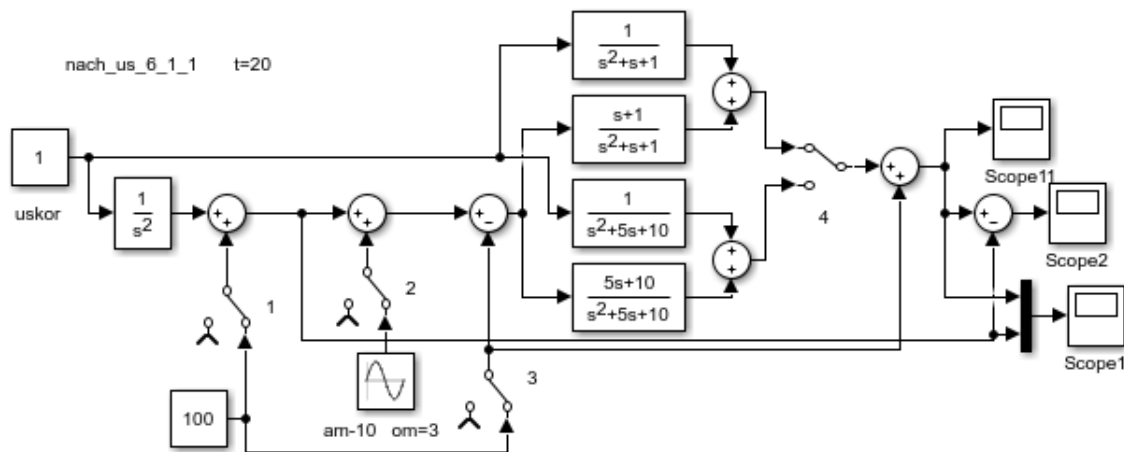 nach_us_6_1_1 t=20
1
uskor
1
s2
1
s2+s+1
+
+
s+1
s2+s+1
1
s2+5s+10
+
+
5s+10
s2+5s+10
+
+
+
+
+
−
1
2
3
4
100
am-10 om=3
+
+
+
−
Scope11
Scope2
Scope1